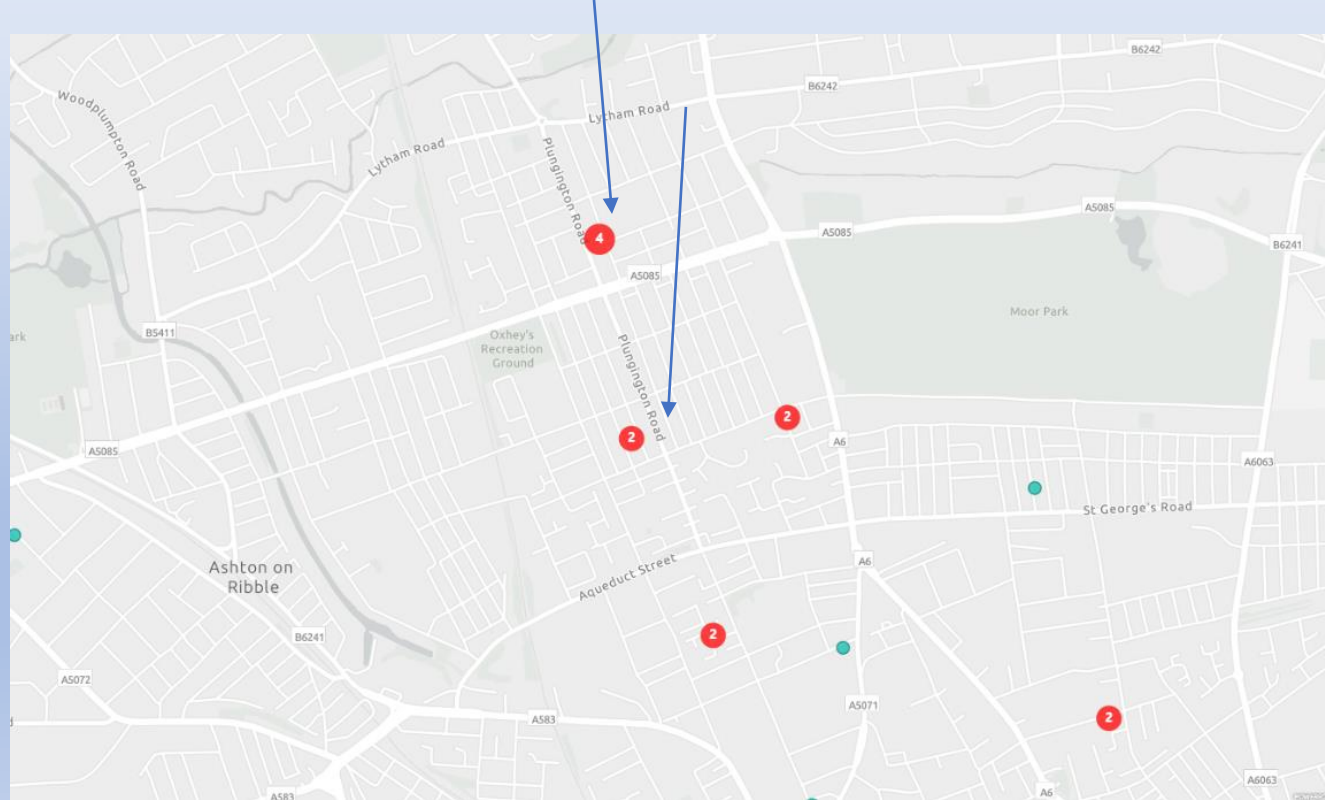 B6242
B6242
Woodplumpton Road
Lytham Road
Lytham Road
Plungington Road
A5085
A5085
B6241
4
A5085
Moor Park
B5411
Oxhey's
Recreation
Ground
ark
Plungington Road
2
2
A6
A5085
A6063
St George's Road
Ashton on
Ribble
Aqueduct Street
A6
B6241
2
A5072
A5071
A583
2
A583
A6
A6063